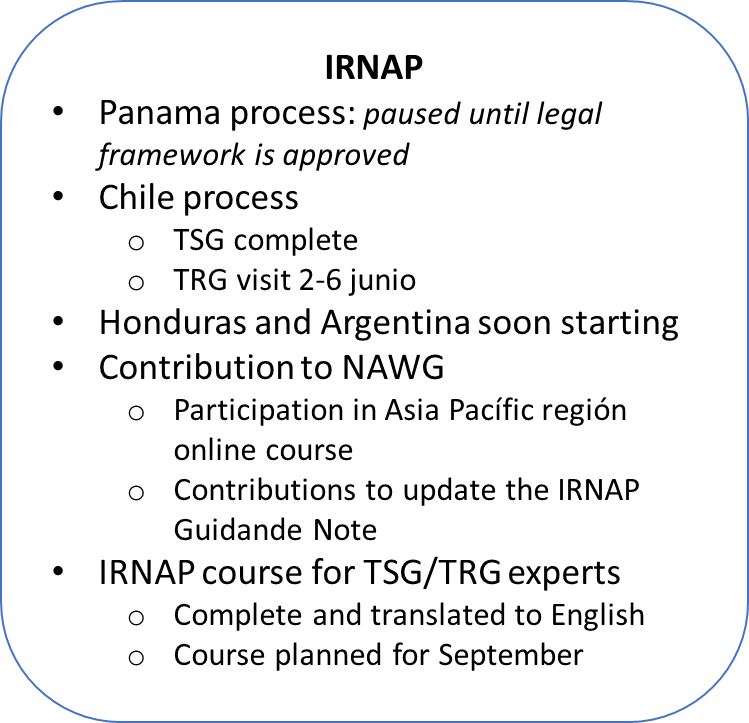 IRNAP
• Panama process: paused until legal
framework is approved
• Chile process
o TSG complete
o TRG visit 2-6 junio
• Honduras and Argentina soon starting
• Contribution to NAWG
o Participation in Asia Pacífic región
online course
o Contributions to update the IRNAP
Guidande Note
• IRNAP course for TSG/TRG experts
o Complete and translated to English
o Course planned for September